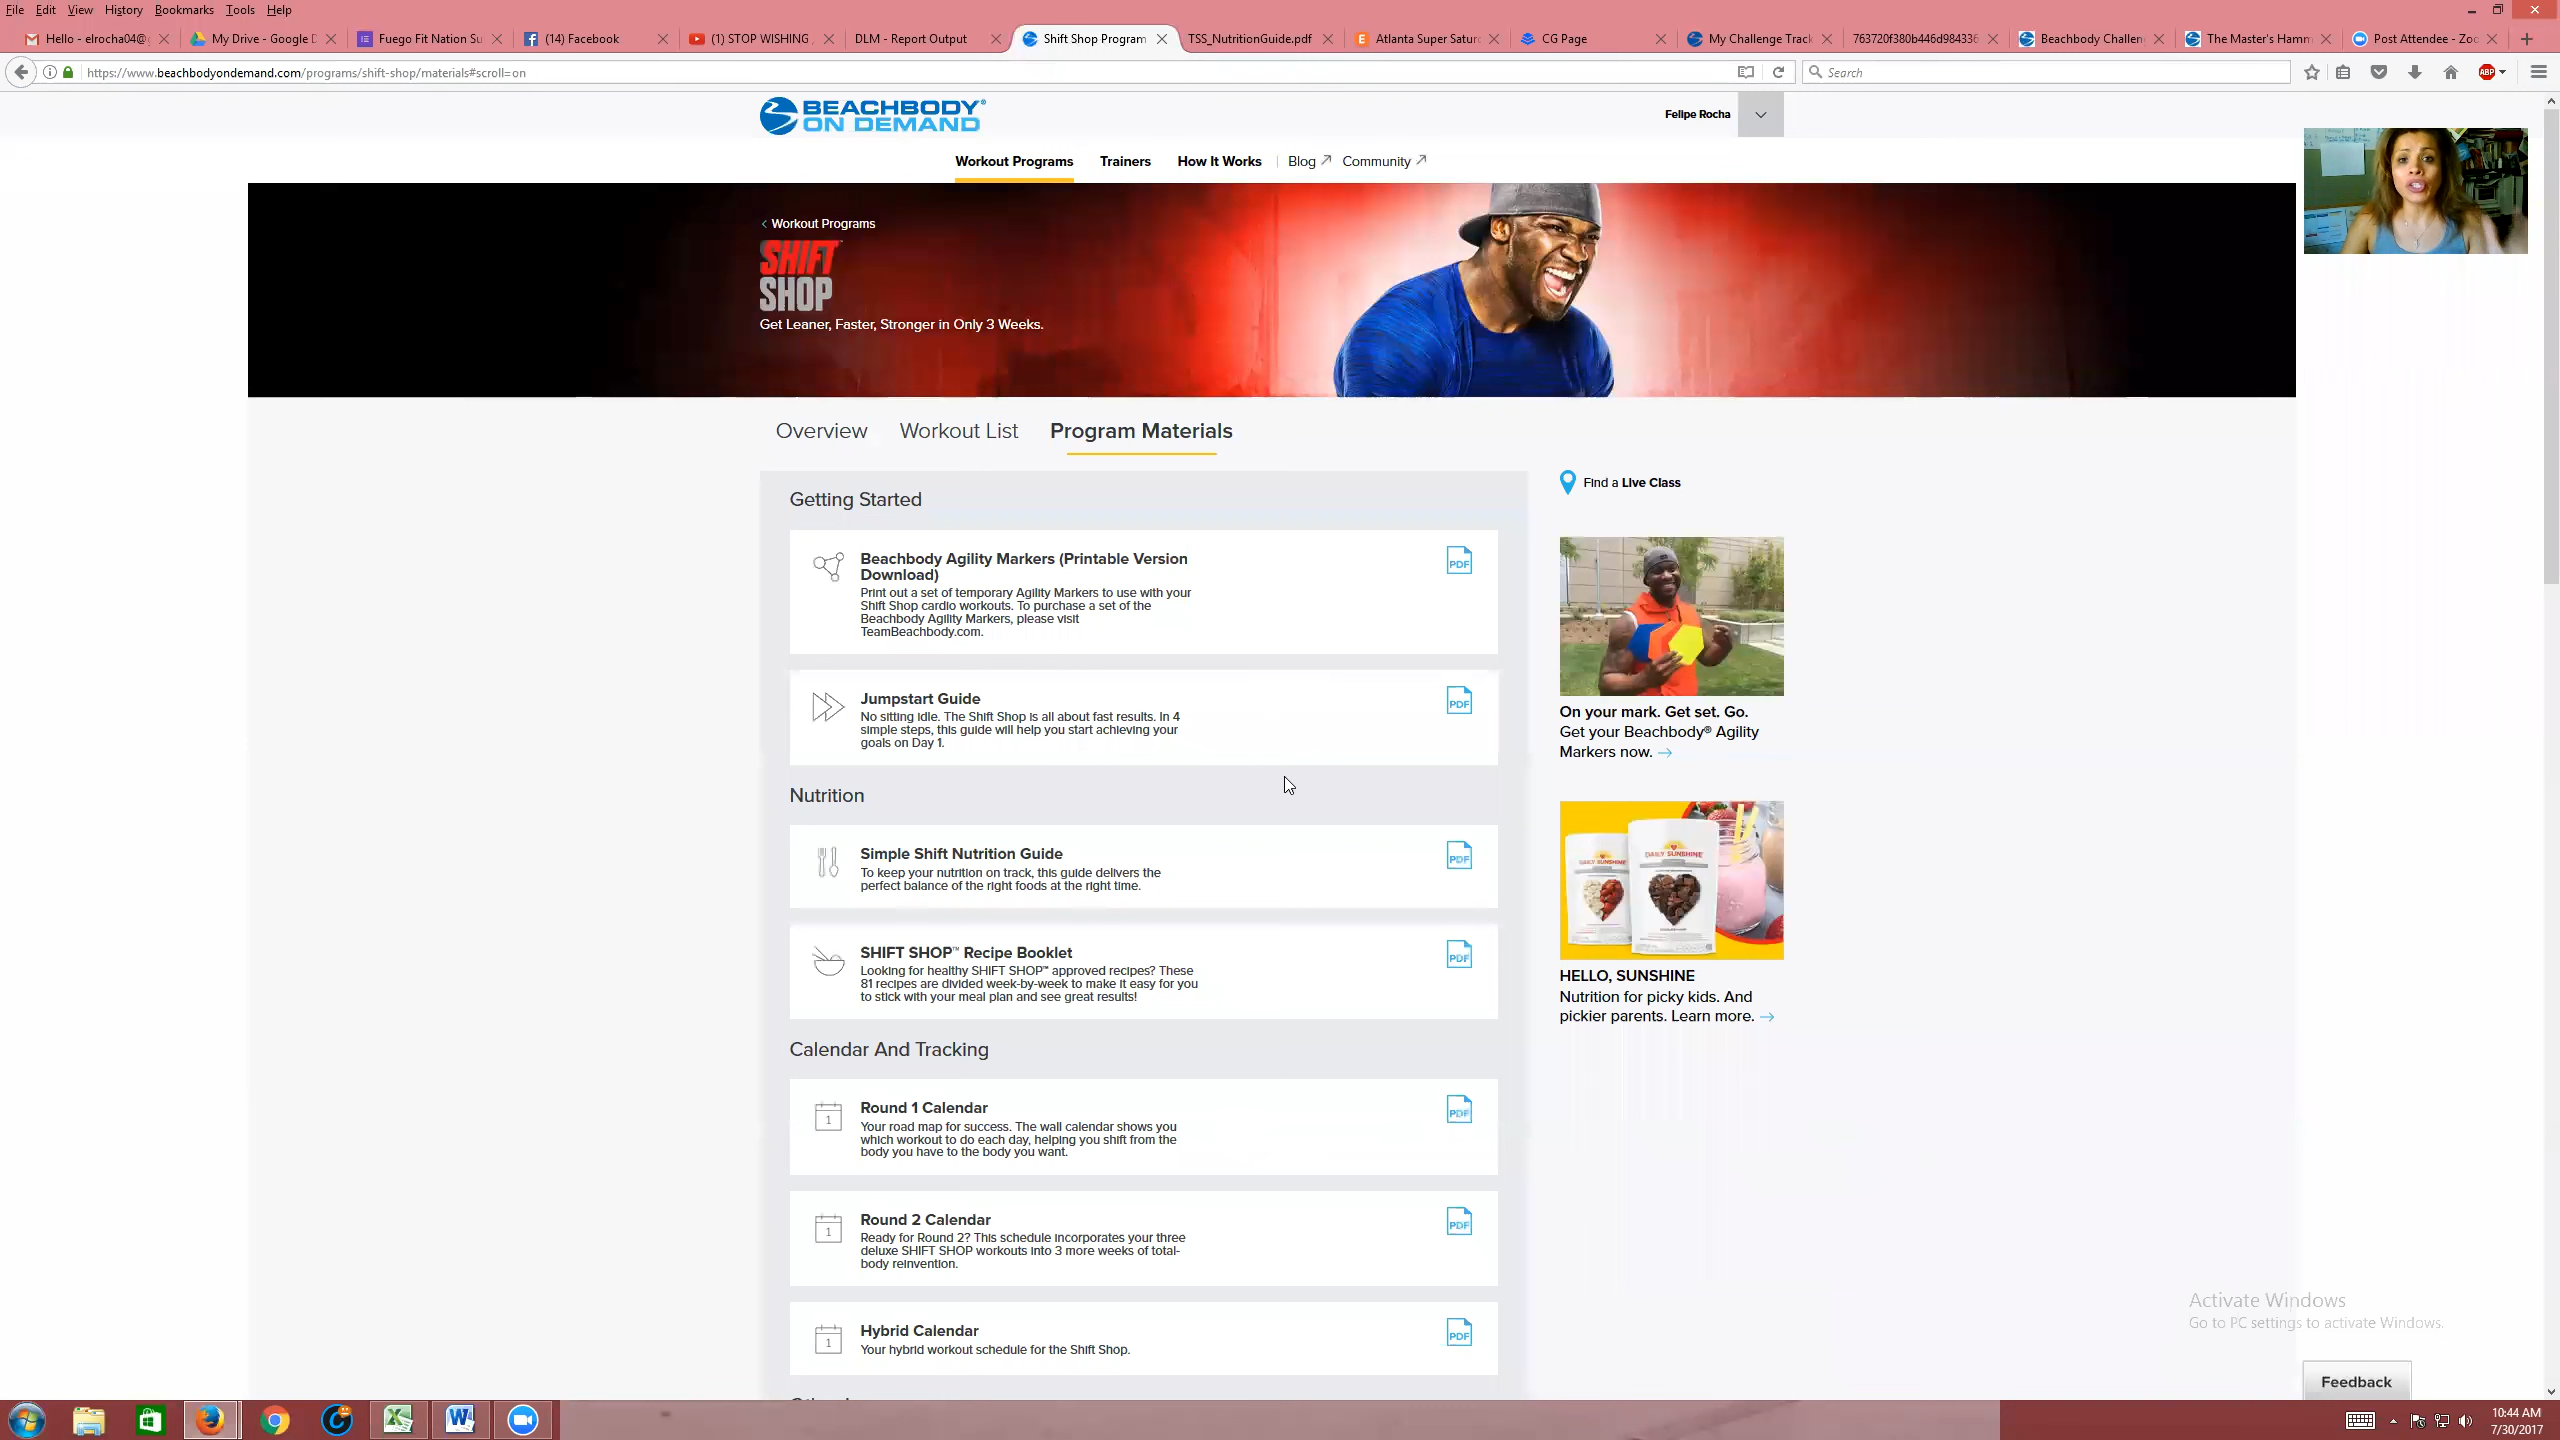 File Edit View History Bookmarks Tools Help
Hello - elrocha04@g
My Drive - Google D
Fuego Fit Nation Su
(14) Facebook
(1) STOP WISHING
DLM - Report Output
Shift Shop Program
TSS_NutritionGuide.pdf
Atlanta Super Satur
CG Page
My Challenge Track
763720f380b446d984336
Beachbody Challen
The Master's Hamm
Post Attendee - Zoo
https://www.beachbodyondemand.com/programs/shift-shop/materials#scroll=on
Search
ABP
BEACHBODY®
ON DEMAND
Felipe Rocha
Workout Programs Trainers How It Works Blog Community
Workout Programs
SHIFT
SHOP
Get Leaner, Faster, Stronger in Only 3 Weeks.
Overview Workout List Program Materials
Getting Started
Beachbody Agility Markers (Printable Version
Download)
Print out a set of temporary Agility Markers to use with your
Shift Shop cardio workouts. To purchase a set of the
Beachbody Agility Markers, please visit
TeamBeachbody.com.
PDF
Jumpstart Guide
No sitting idle. The Shift Shop is all about fast results. In 4
simple steps, this guide will help you start achieving your
goals on Day 1.
PDF
Nutrition
Simple Shift Nutrition Guide
To keep your nutrition on track, this guide delivers the
perfect balance of the right foods at the right time.
PDF
SHIFT SHOP™ Recipe Booklet
Looking for healthy SHIFT SHOP™ approved recipes? These
81 recipes are divided week-by-week to make it easy for you
to stick with your meal plan and see great results!
PDF
Calendar And Tracking
1
Round 1 Calendar
Your road map for success. The wall calendar shows you
which workout to do each day, helping you shift from the
body you have to the body you want.
PDF
1
Round 2 Calendar
Ready for Round 2? This schedule incorporates your three
deluxe SHIFT SHOP workouts into 3 more weeks of total-
body reinvention.
PDF
1
Hybrid Calendar
Your hybrid workout schedule for the Shift Shop.
PDF
Find a Live Class
On your mark. Get set. Go.
Get your Beachbody® Agility
Markers now. →
DAILY SUNSHINE
DAILY SUNSHINE
HELLO, SUNSHINE
Nutrition for picky kids. And
pickier parents. Learn more. →
Activate Windows
Go to PC settings to activate Windows.
Feedback
10:44 AM
7/30/2017